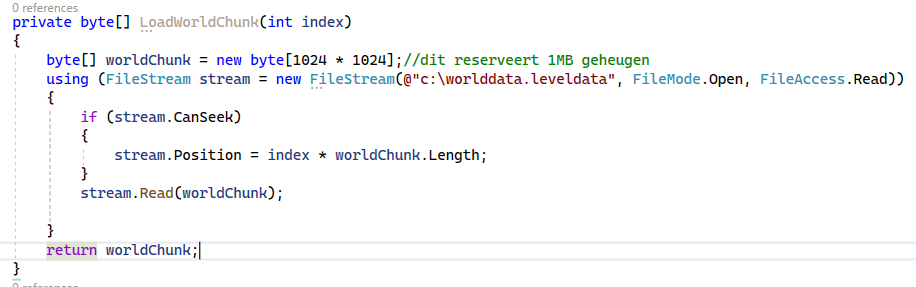 0 references
private byte[] LoadWorldChunk(int index)
{
byte[] worldChunk = new byte[1024 * 1024];//dit reserveert 1MB geheugen
using (FileStream stream = new FileStream(@"c:\worlddata.leveldata", FileMode.Open, FileAccess.Read))
{
if (stream.CanSeek)
{
stream.Position = index * worldChunk.Length;
}
stream.Read(worldChunk);
}
return worldChunk;
}
0 references